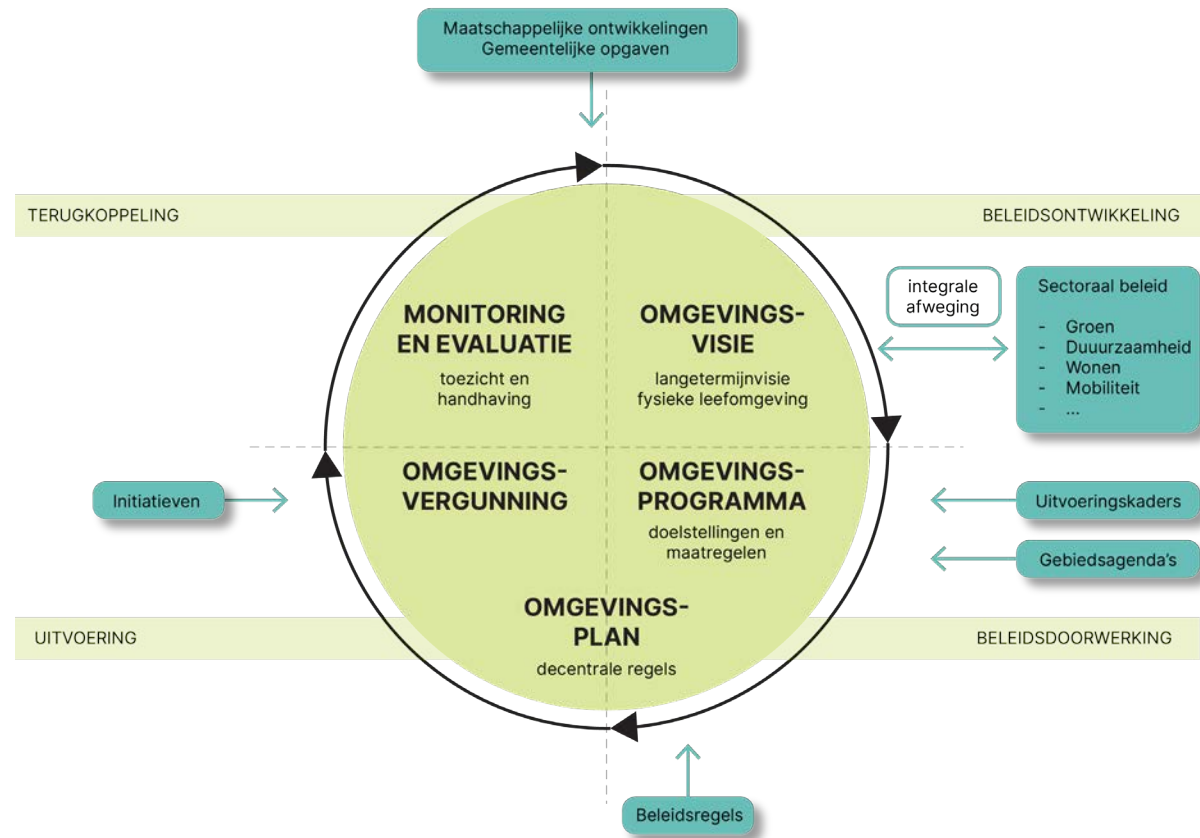 Maatschappelijke ontwikkelingen
Gemeentelijke opgaven
TERUGKOPPELING
BELEIDSONTWIKKELING
integrale
afweging
Sectoraal beleid
- Groen
- Duuurzaamheid
- Wonen
- Mobiliteit
- ...
MONITORING
EN EVALUATIE
toezicht en
handhaving
OMGEVINGS-
VISIE
langetermijnvisie
fysieke leefomgeving
OMGEVINGS-
VERGUNNING
OMGEVINGS-
PROGRAMMA
doelstellingen en
maatregelen
Initiatieven
Uitvoeringskaders
Gebiedsagenda's
OMGEVINGS-
PLAN
decentrale regels
UITVOERING
BELEIDSDOORWERKING
Beleidsregels